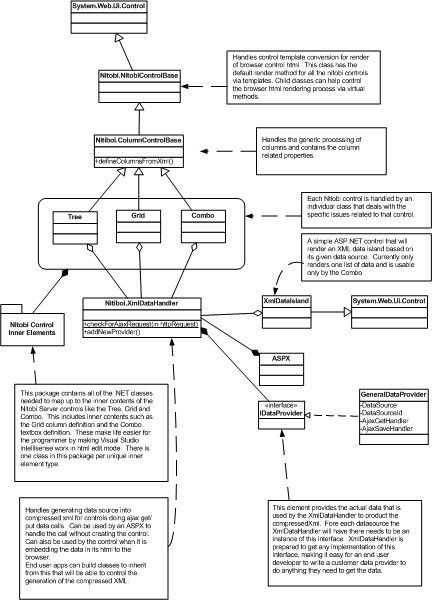 System.Web.Ui.Control
Nitobi.NitobiControlBase
Handles control template conversion for render
of browser control html   This class has the
default render method for all the nitobi controls
via templates. Child classes can help control
the browser html rendering process via virtual
methods.
Nitibol.ColumnControlBase
+defineColumnsFromXml()
Handles the generic processing of
columns and contains the column
related properties.
Each Nitobi control is handled by an
individual class that deals with the
specific issues related to that control.
Tree
Grid
Combo
A simple ASP.NET control that will
render an XML data island based on
its given data source.  Currently only
renders one list of data and is usable
only by the Combo
Nitiboi.XmlDataHandler
+checkForAjaxRequest(in httpRequest)
+addNewProvider()
XmlDataIsland
System.Web.Ui.Control
Nitobi Control
Inner Elements
ASPX
«interface»
IDataProvider
GeneralDataProvider
-DataSource
-DataSourceId
-AjaxGetHandler
-AjaxSaveHandler
This package contains all of the .NET classes
needed to map up to the inner contents of the
Nitobi Server controls like the Tree, Grid and
Combo.  This includes inner contents such as
the Grid column definition and the Combo
textbox definition.  These make life easier for
the programmer by making Visual Studio
intellisense work in html edit mode.  There is
one class in this package per unique inner
element type
Handles generating data source into
compressed xml for controls doing ajax get/
put data calls.  Can be used by an ASPX to
handle the call without creating the control.
Can also be used by the control when it is
embedding the data in its html to the
browser.
End user apps can build classes to inherit
from this that will be able to control the
generation of the compressed XML.
This element provides the actual data that is
used by the XmlDataHandler to product the
compressedXml.  Fore each datasource the
XmlDataHandler will have there needs to be an
instance of this interface.  XmlDataHandler is
prepared to get any implementation of this
interface, making it easy for an end user
developer to write a customer data provider to
do anything they need to get the data.